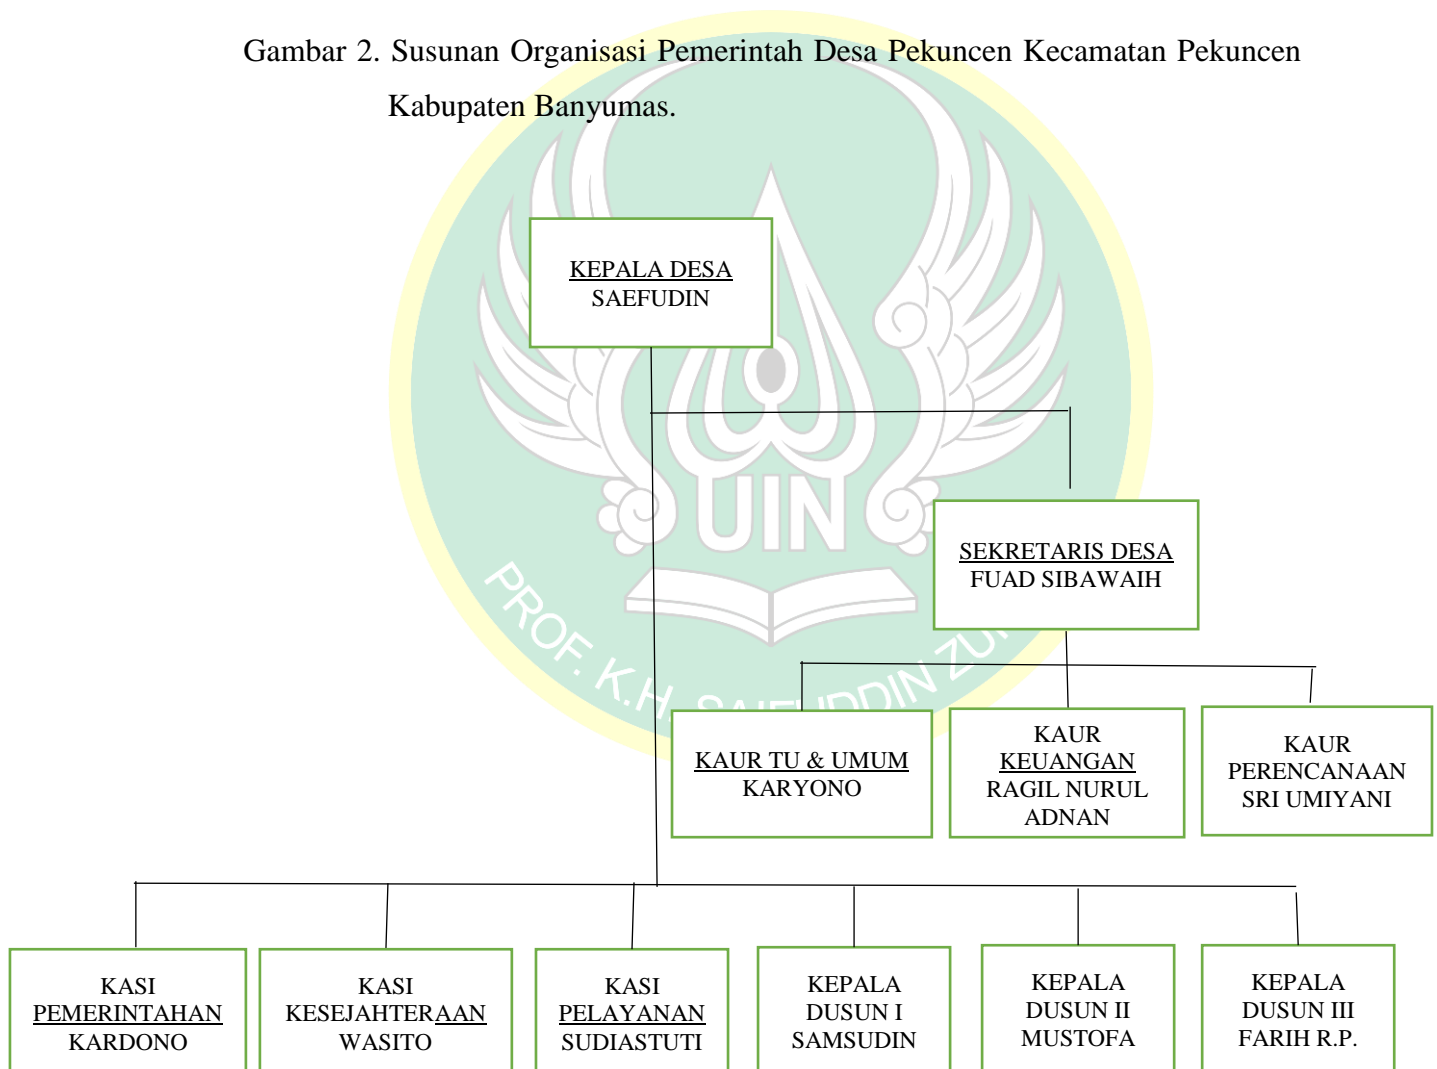 Gambar 2. Susunan Organisasi Pemerintah Desa Pekuncen Kecamatan Pekuncen
Kabupaten Banyumas.
KEPALA DESA
SAEFUDIN
UIN
SEKRETARIS DESA
FUAD SIBAWAIH
PROF. K.H. SAIFUDDIN
KAUR TU & UMUM
KARYONO
KAUR
KEUANGAN
RAGIL NURUL
ADNAN
KAUR
PERENCANAAN
SRI UMIYANI
KASI
PEMERINTAHAN
KARDONO
KASI
KESEJAHTERAAN
WASITO
KASI
PELAYANAN
SUDIASTUTI
KEPALA
DUSUN I
SAMSUDIN
KEPALA
DUSUN II
MUSTOFA
KEPALA
DUSUN III
FARIH R.P.